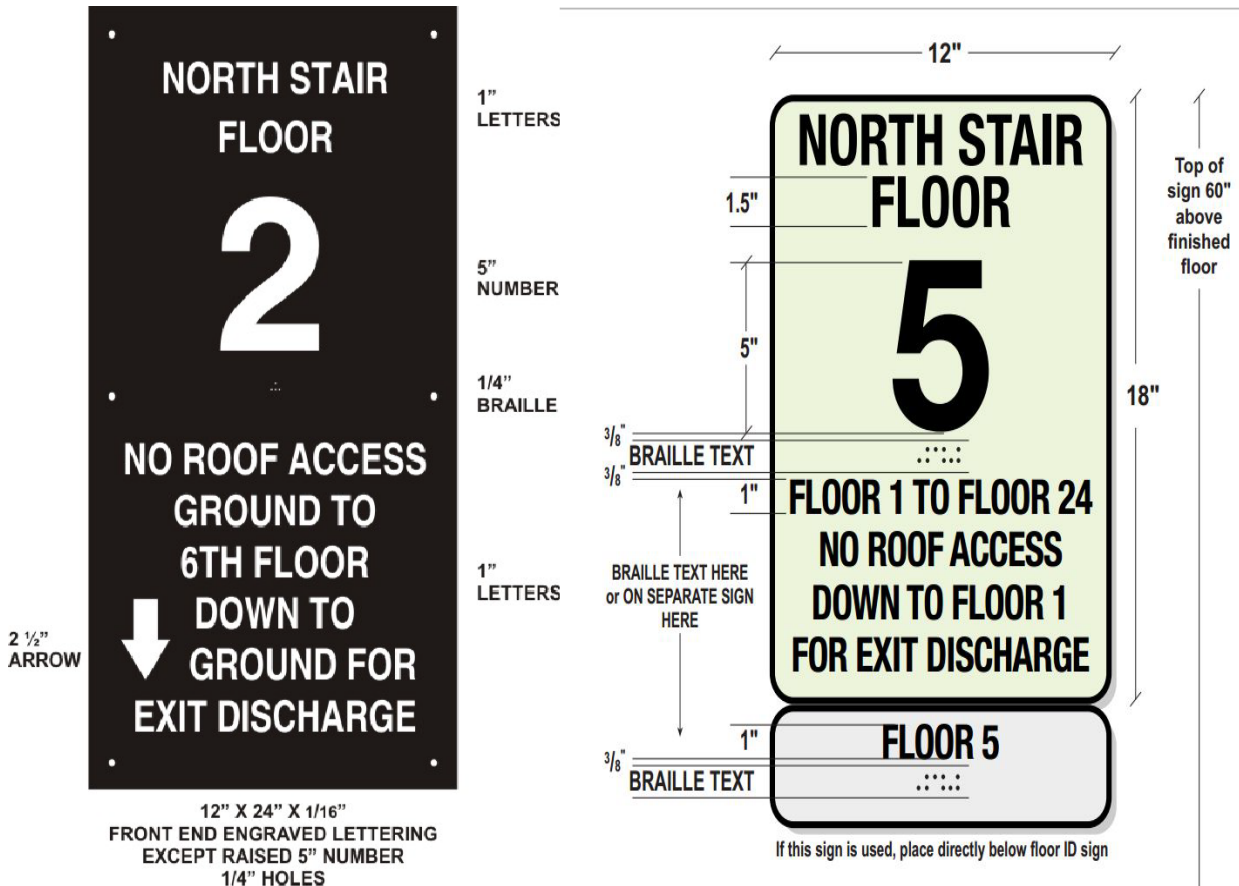 NORTH STAIR
FLOOR
2
NO ROOF ACCESS
GROUND TO
6TH FLOOR
DOWN TO
GROUND FOR
EXIT DISCHARGE
1”
LETTERS
5”
NUMBER
1/4”
BRAILLE
1”
LETTERS
2 ½”
ARROW
12” X 24” X 1/16”
FRONT END ENGRAVED LETTERING
EXCEPT RAISED 5” NUMBER
1/4” HOLES
12"
NORTH STAIR
FLOOR
5
FLOOR 1 TO FLOOR 24
NO ROOF ACCESS
DOWN TO FLOOR 1
FOR EXIT DISCHARGE
FLOOR 5
1.5"
5"
3/8"
BRAILLE TEXT
3/8"
1"
BRAILLE TEXT HERE
or ON SEPARATE SIGN
HERE
1"
3/8"
BRAILLE TEXT
18"
Top of
sign 60"
above
finished
floor
If this sign is used, place directly below floor ID sign